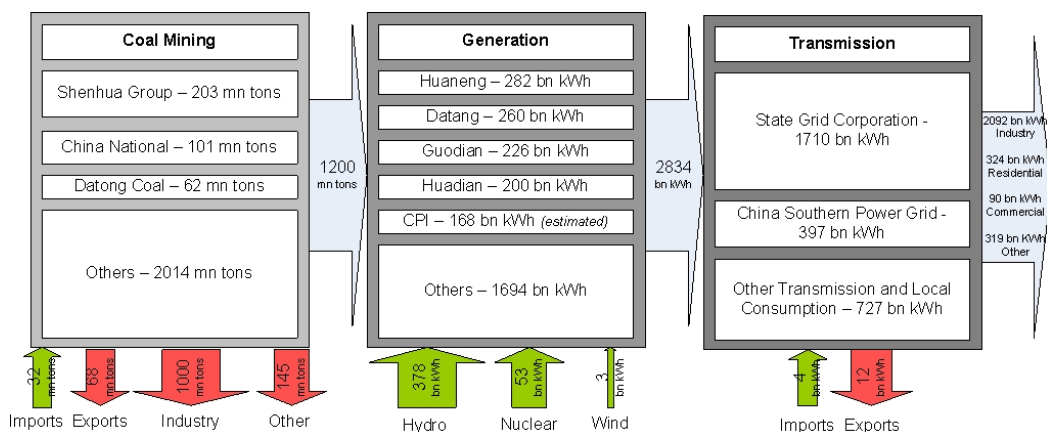 Coal Mining
Shenhua Group – 203 mn tons
China National – 101 mn tons
Datong Coal – 62 mn tons
Others – 2014 mn tons
32
mn tons
Imports
68
mn tons
Exports
1000
mn tons
Industry
145
mn tons
Other
1200
mn tons
Generation
Huaneng – 282 bn kWh
Datang – 260 bn kWh
Guodian – 226 bn kWh
Huadian – 200 bn kWh
CPI – 168 bn kWh (estimated)
Others – 1694 bn kWh
378
bn kWh
Hydro
53
bn kWh
Nuclear
3
bn kWh
Wind
2834
bn kWh
Transmission
State Grid Corporation -
1710 bn kWh
China Southern Power Grid -
397 bn kWh
Other Transmission and Local
Consumption – 727 bn kWh
4
bn kWh
Imports
12
bn kWh
Exports
2092 bn KWh
Industry
324 bn KWh
Residential
90 bn KWh
Commercial
319 bn KWh
Other